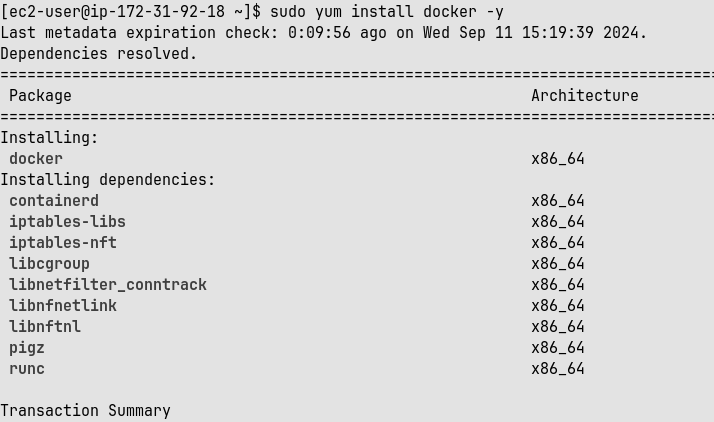 [ec2-user@ip-172-31-92-18 ~]$ sudo yum install docker -y
Last metadata expiration check: 0:09:56 ago on Wed Sep 11 15:19:39 2024.
Dependencies resolved.
================================================================================
Package Architecture
================================================================================
Installing:
docker x86_64
Installing dependencies:
containerd x86_64
iptables-libs x86_64
iptables-nft x86_64
libcgroup x86_64
libnetfilter_conntrack x86_64
libnfnetlink x86_64
libnftnl x86_64
pigz x86_64
runc x86_64
Transaction Summary